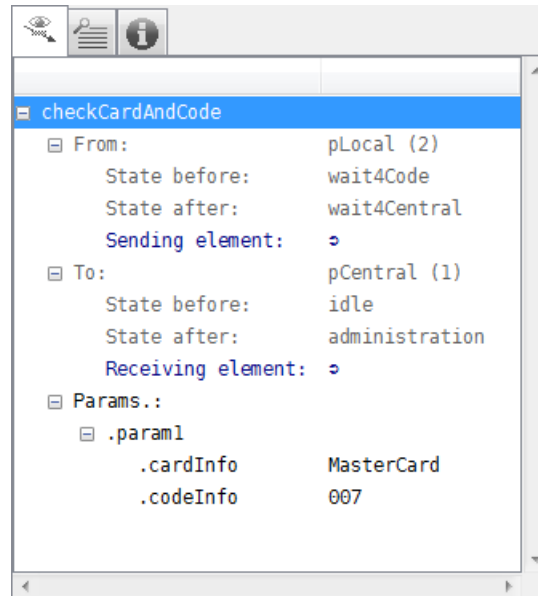 checkCardAndCode
From: pLocal (2)
State before: wait4Code
State after: wait4Central
Sending element:
To: pCentral (1)
State before: idle
State after: administration
Receiving element:
Params.:
.param1
.cardInfo MasterCard
.codeInfo 007